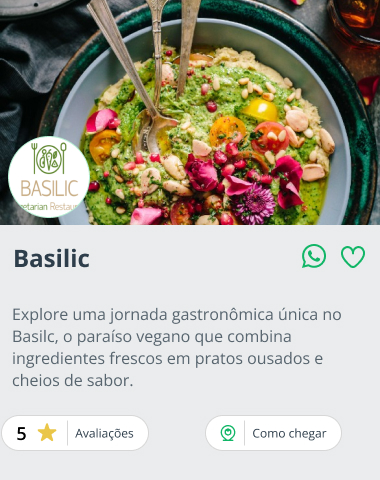 BASILIC
etarian Restau
Basilic
Explore uma jornada gastronômica única no
Basilc, o paraíso vegano que combina
ingredientes frescos em pratos ousados e
cheios de sabor.
5 Avaliações Como chegar